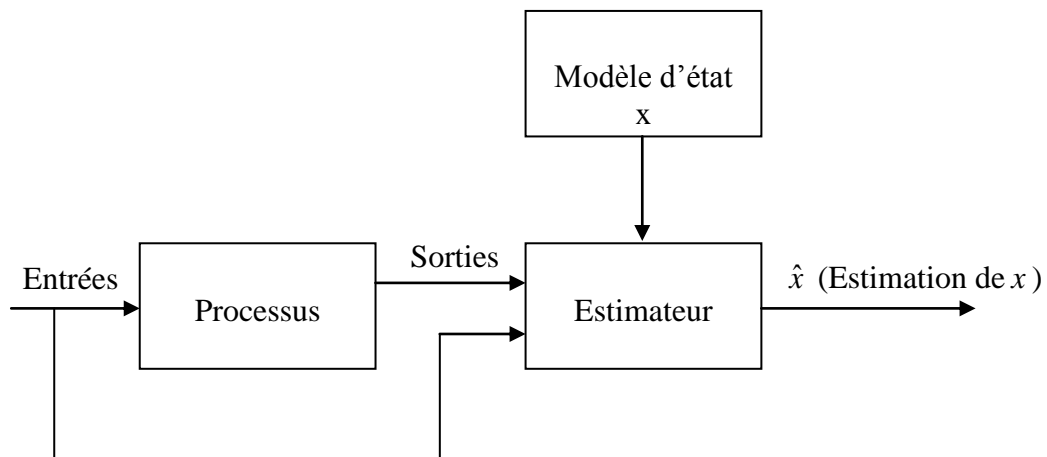 Modèle d'état
x
Entrées
Processus
Sorties
Estimateur
x̂ (Estimation de x )